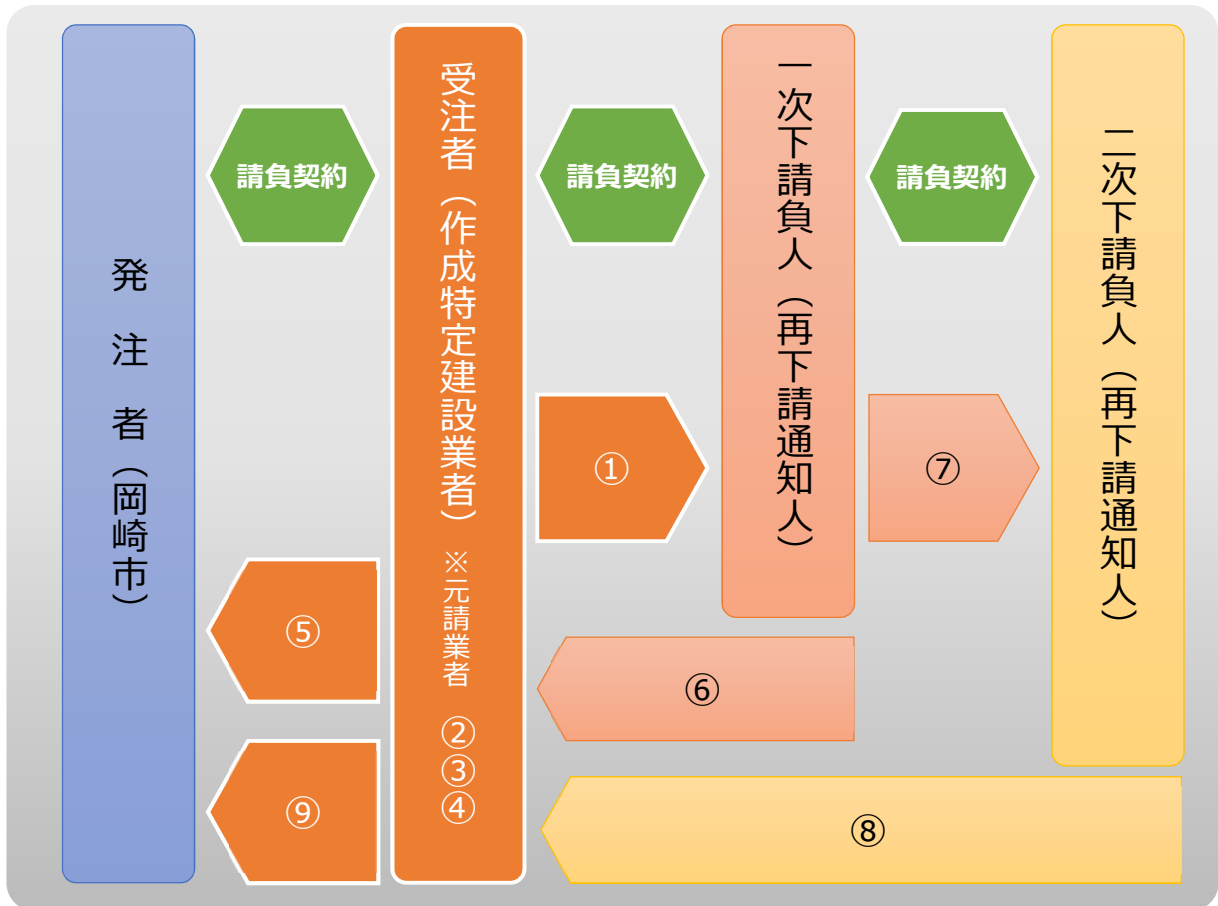 発注者(岡崎市)
請負契約
受注者(作成特定建設業者) ※元請業者 ②
③
④
請負契約
一次下請負人(再下請通知人)
請負契約
二次下請負人(再下請通知人)
①
⑦
⑤
⑥
⑨
⑧